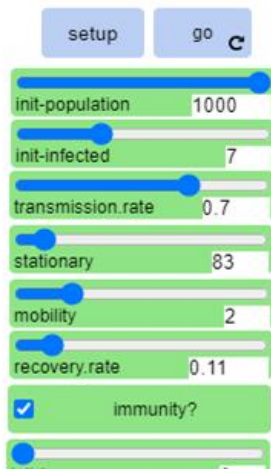 setup go
init-population 1000
init-infected 7
transmission.rate 0.7
stationary 83
mobility 2
recovery.rate 0.11
immunity?